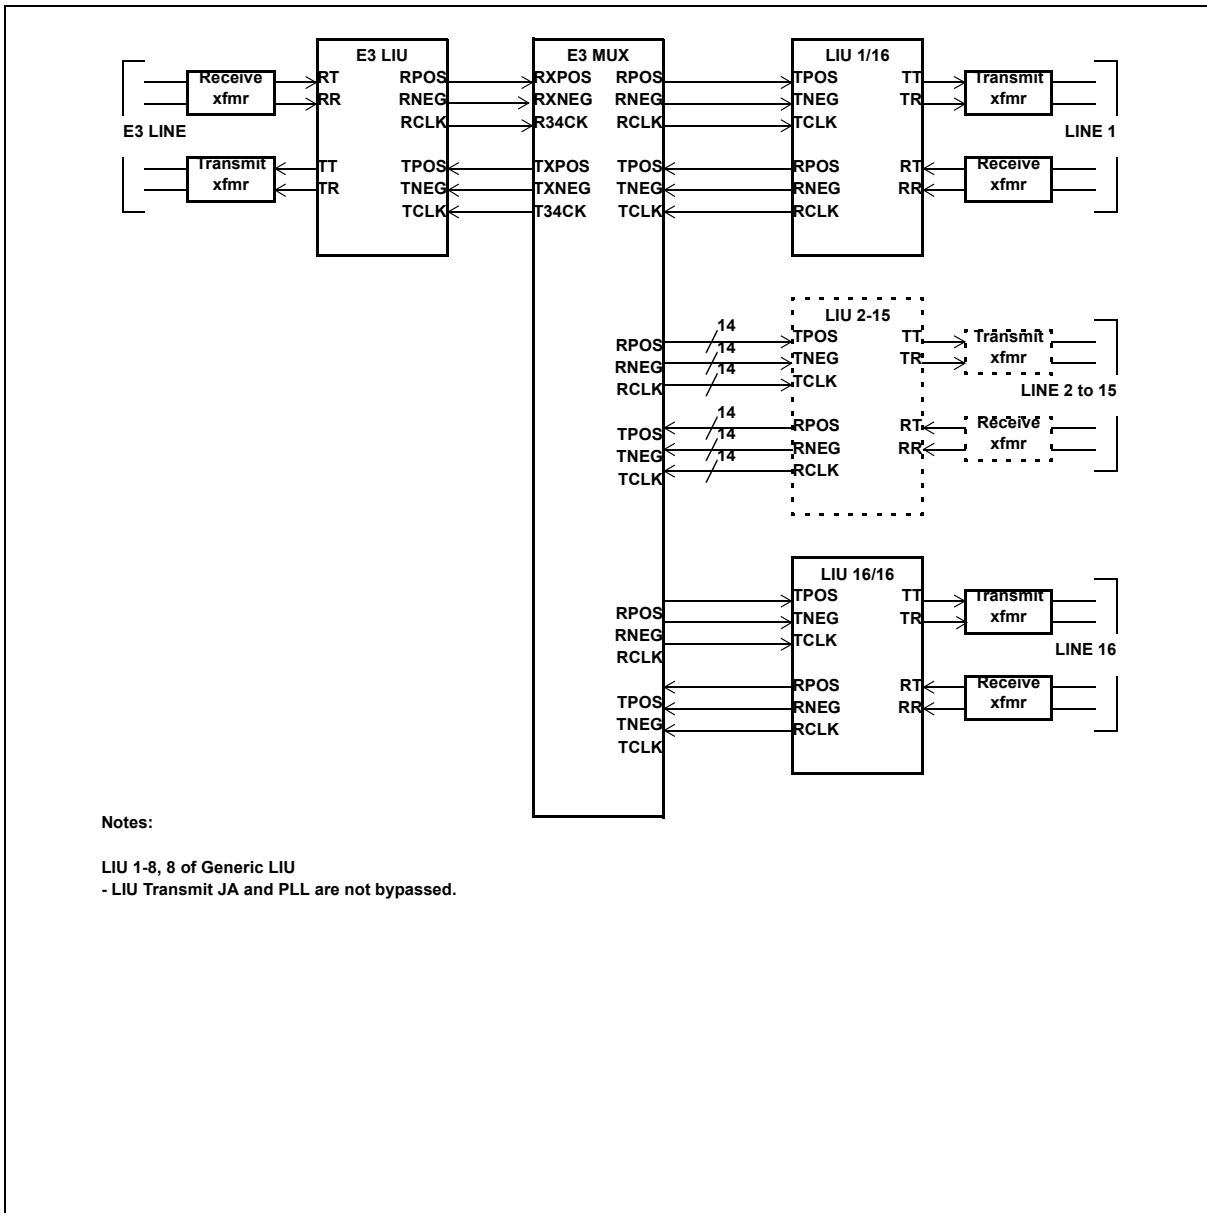 E3 LIU E3 MUX LIU 1/16
Receive RT RPOS RXPOS RPOS TPOS TT Transmit
xfmr RR RNEG RXNEG RNEG TNEG TR xfmr
RCLK R34CK RCLK TCLK
E3 LINE LINE 1
Transmit TT TPOS TXPOS TPOS RPOS RT Receive
xfmr TR TNEG TXNEG TNEG RNEG RR xfmr
TCLK T34CK TCLK RCLK
LIU 2-15
RPOS 14 TPOS TT Transmit
RNEG 14 TNEG TR xfmr
RCLK 14 TCLK
LINE 2 to 15
TPOS 14 RPOS RT Receive
TNEG 14 RNEG RR xfmr
TCLK 14 RCLK
LIU 16/16
RPOS TPOS TT Transmit
RNEG TNEG TR xfmr
RCLK TCLK
LINE 16
TPOS RPOS RT Receive
TNEG RNEG RR xfmr
TCLK RCLK
Notes:
LIU 1-8, 8 of Generic LIU
- LIU Transmit JA and PLL are not bypassed.